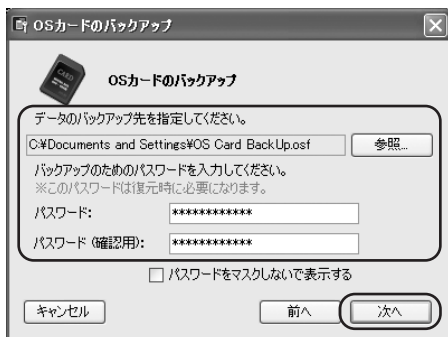 OSカードのバックアップ
CARD
OSカードのバックアップ
データのバックアップ先を指定してください。
C:¥Documents and Settings¥OS Card BackUp.osf
参照...
バックアップのためのパスワードを入力してください。
※このパスワードは復元時に必要になります。
パスワード: ************
パスワード (確認用): ************
パスワードをマスクしないで表示する
キャンセル 前へ 次へ